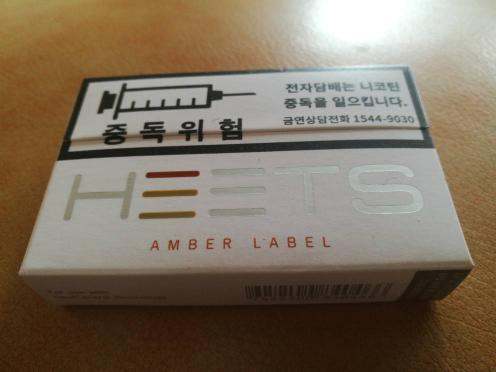 전자담배는 니코틴
중독을 일으킵니다.
중독위험
금연상담전화 1544-9030
HEETS
AMBER LABEL